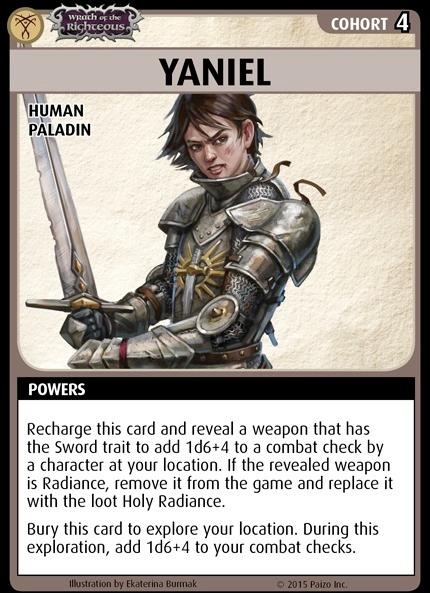 Wrath of the
Righteous
COHORT 4
YANIEL
HUMAN
PALADIN
POWERS
Recharge this card and reveal a weapon that has
the Sword trait to add 1d6+4 to a combat check by
a character at your location. If the revealed weapon
is Radiance, remove it from the game and replace it
with the loot Holy Radiance.
Bury this card to explore your location. During this
exploration, add 1d6+4 to your combat checks.
Illustration by Ekaterina Burmak
© 2015 Paizo Inc.